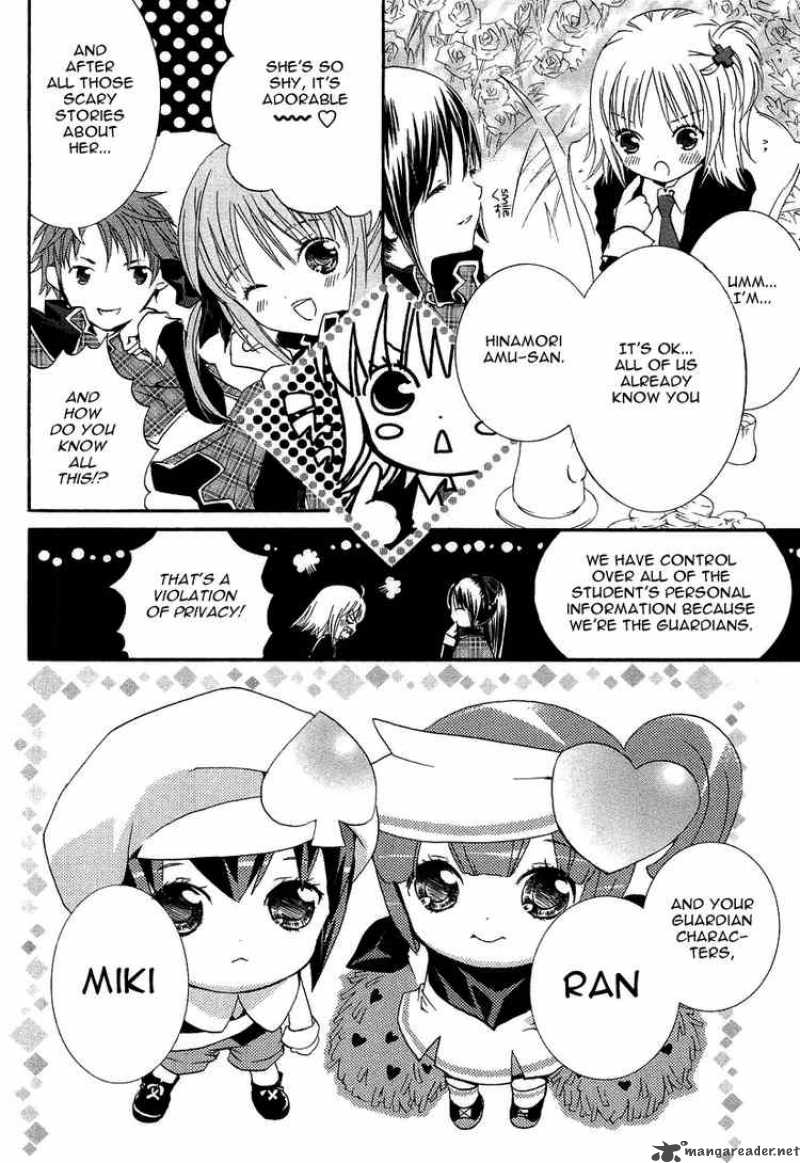 UMM...
I'M...
IT'S OK...
ALL OF US
ALREADY
KNOW YOU
HINAMORI
AMU-SAN.
smile
SHE'S SO
SHY, IT'S
ADORABLE
AND
AFTER
ALL THOSE
SCARY
STORIES
ABOUT
HER...
AND
HOW
DO YOU
KNOW
ALL
THIS!?
WE HAVE CONTROL
OVER ALL OF THE
STUDENT'S PERSONAL
INFORMATION BECAUSE
WE'RE THE GUARDIANS.
THAT'S A
VIOLATION
OF PRIVACY!
AND YOUR
GUARDIAN
CHARAC-
TERS,
RAN
MIKI
mangareader.net